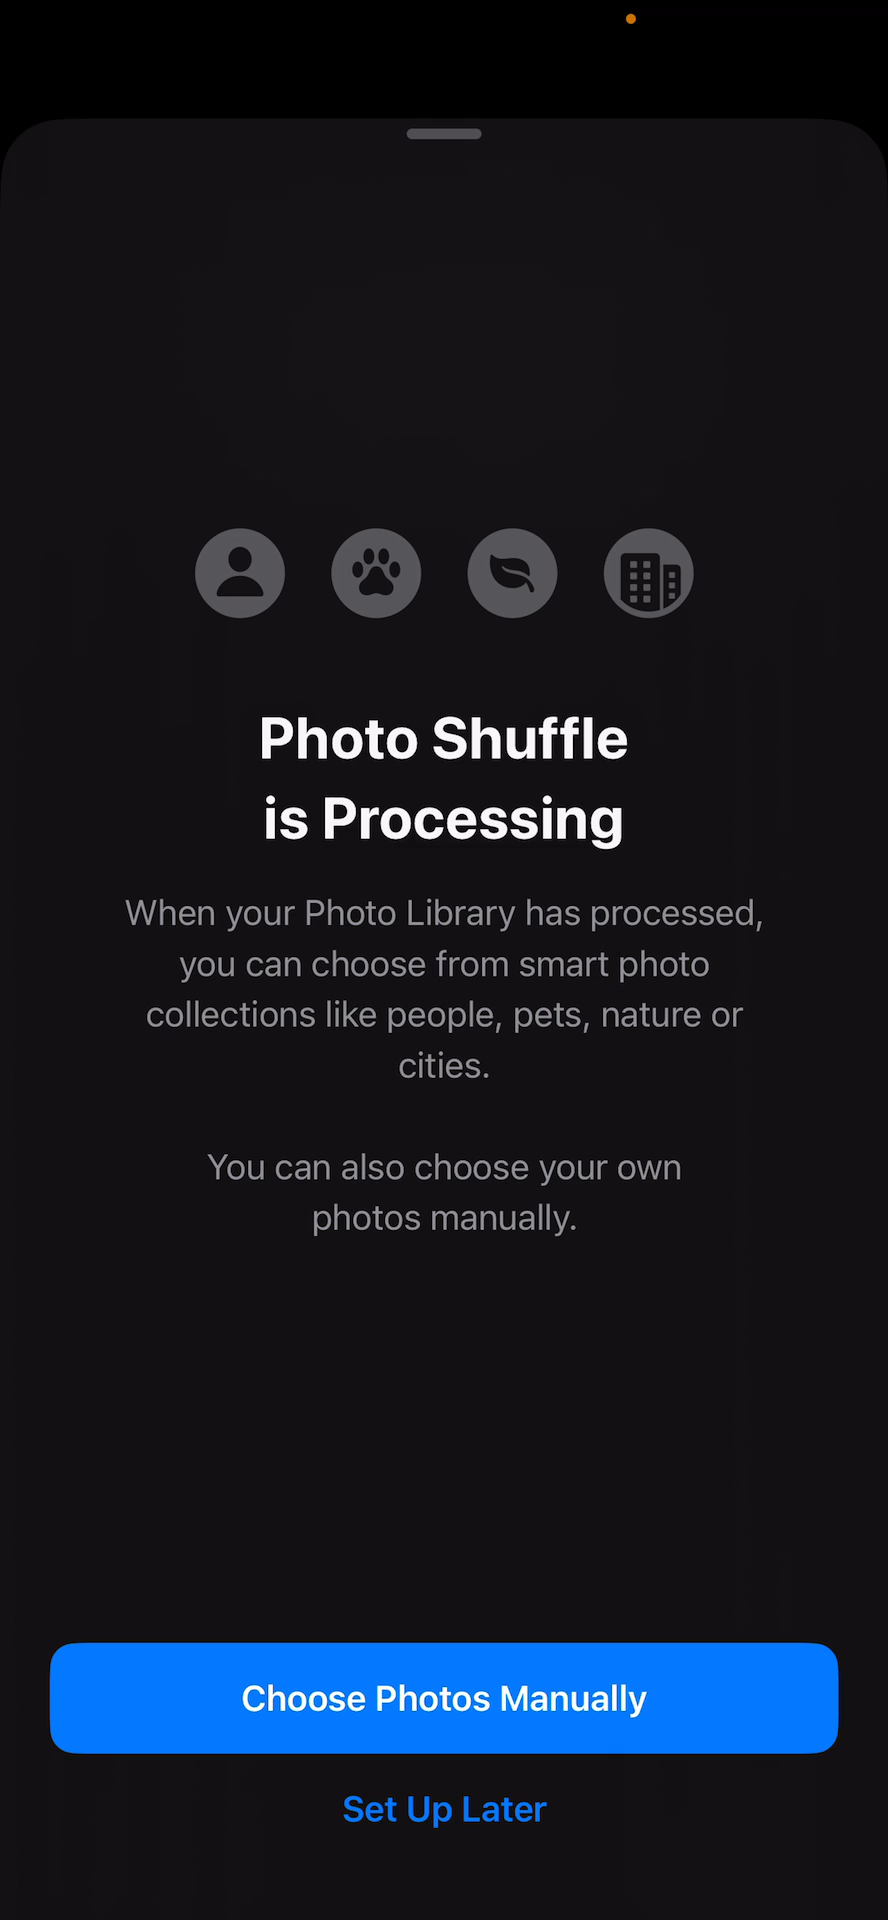 Photo Shuffle
is Processing
When your Photo Library has processed,
you can choose from smart photo
collections like people, pets, nature or
cities.
You can also choose your own
photos manually.
Choose Photos Manually
Set Up Later